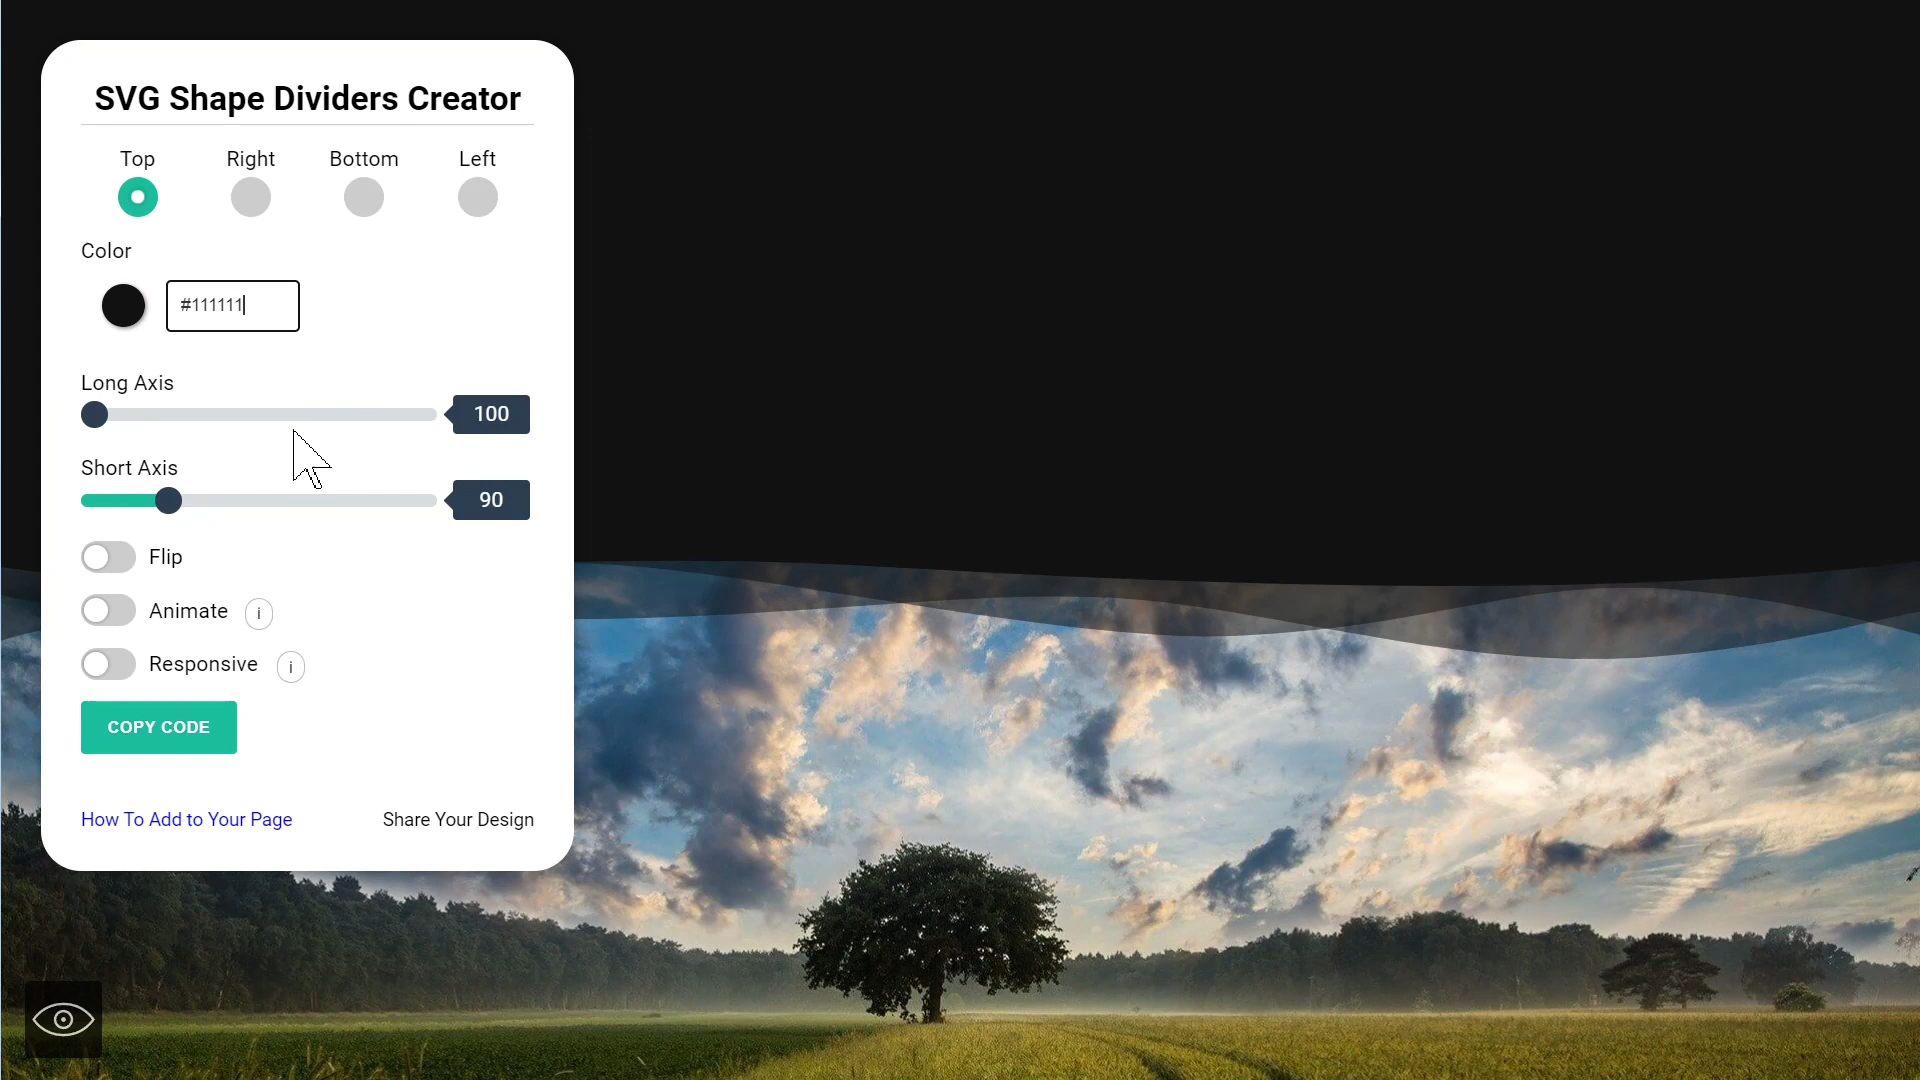 SVG Shape Dividers Creator
Top Right Bottom Left
Color
#111111
Long Axis
100
Short Axis
90
Flip
Animate i
Responsive i
COPY CODE
How To Add to Your Page Share Your Design